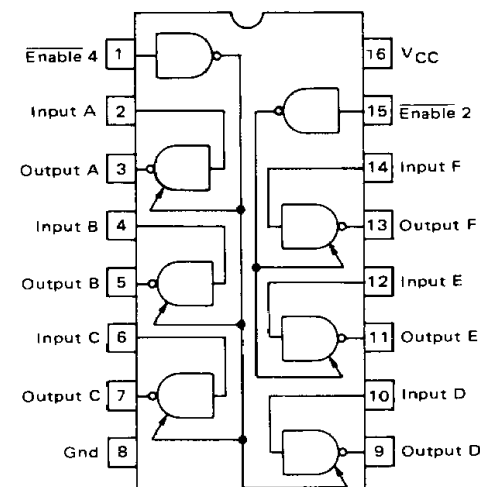 Enable 4 1
Input A 2
Output A 3
Input B 4
Output B 5
Input C 6
Output C 7
Gnd 8
16 VCC
15 Enable 2
14 Input F
13 Output F
12 Input E
11 Output E
10 Input D
9 Output D